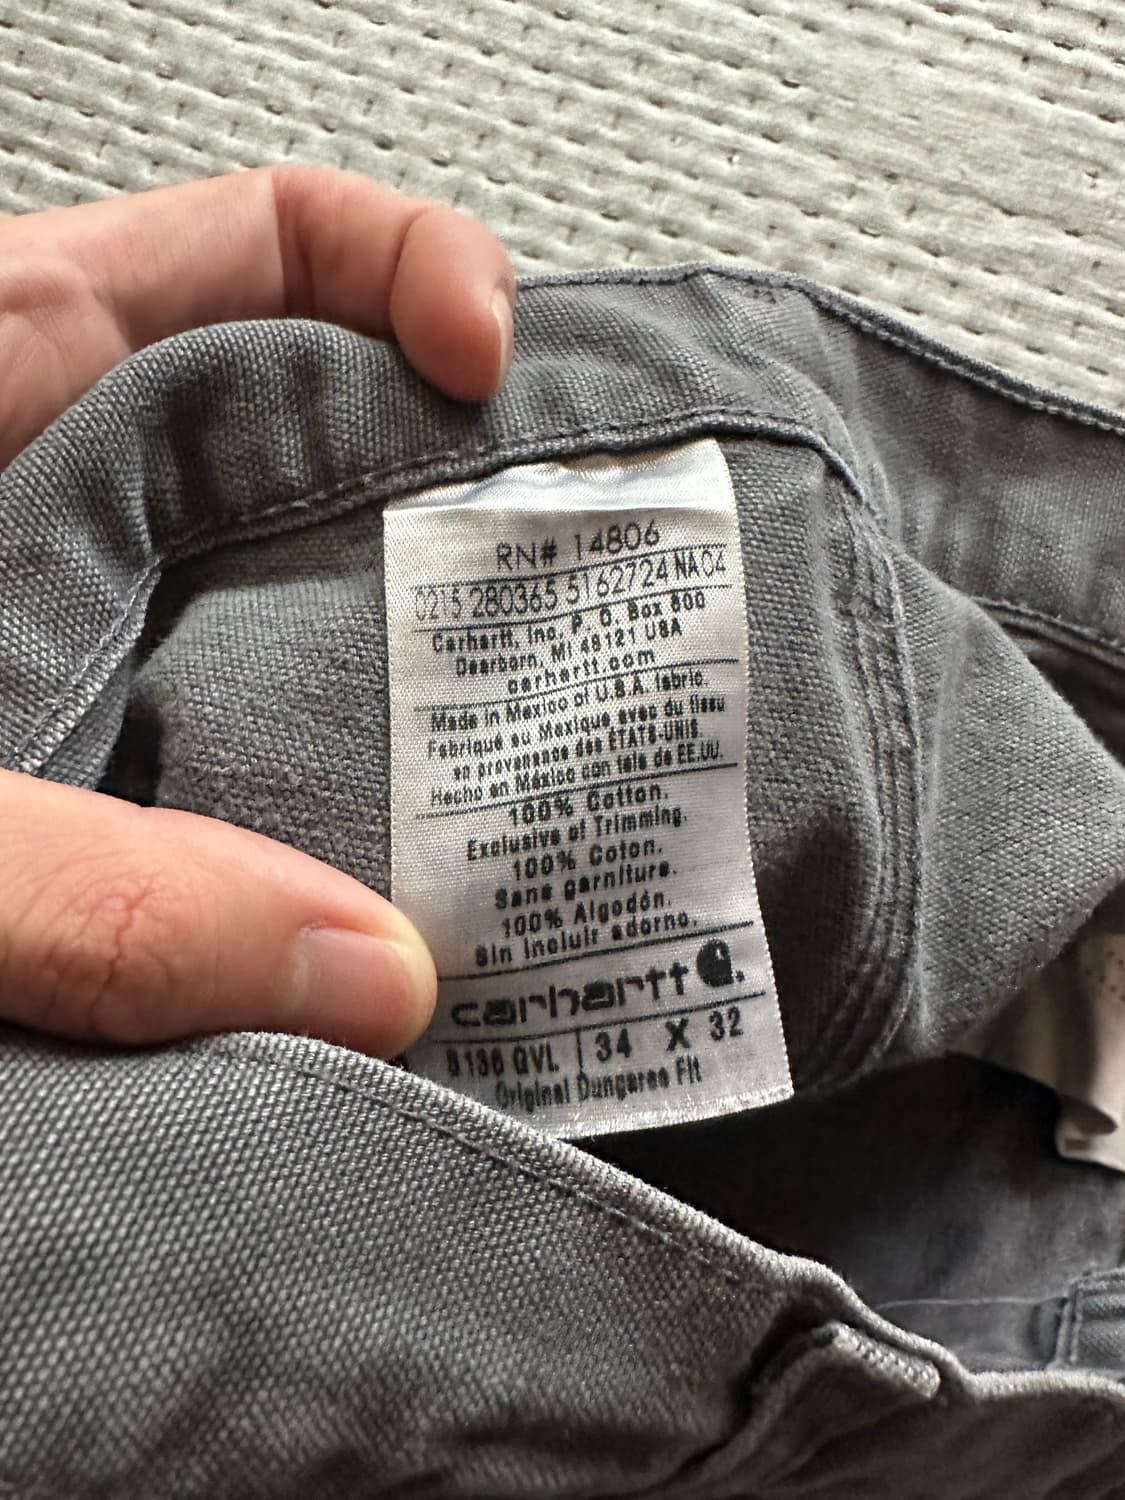 RN# 14806
0215 280365 5162724 NA04
Carhartt, Inc, P. O. Box 600
Dearborn, MI 48121 USA
carhartt.com
Made in Mexico of U.S.A. fabric.
Fabriqué au Mexique avec du tissu
en provenance des ÉTATS-UNIS.
Hecho en México con tela de EE.UU.
100% Cotton.
Exclusive of Trimming.
100% Coton.
Sans garniture.
100% Algodón.
Sin incluir adorno.
carhartt
B136 GVL 34 X 32
Original Dungaree Fit